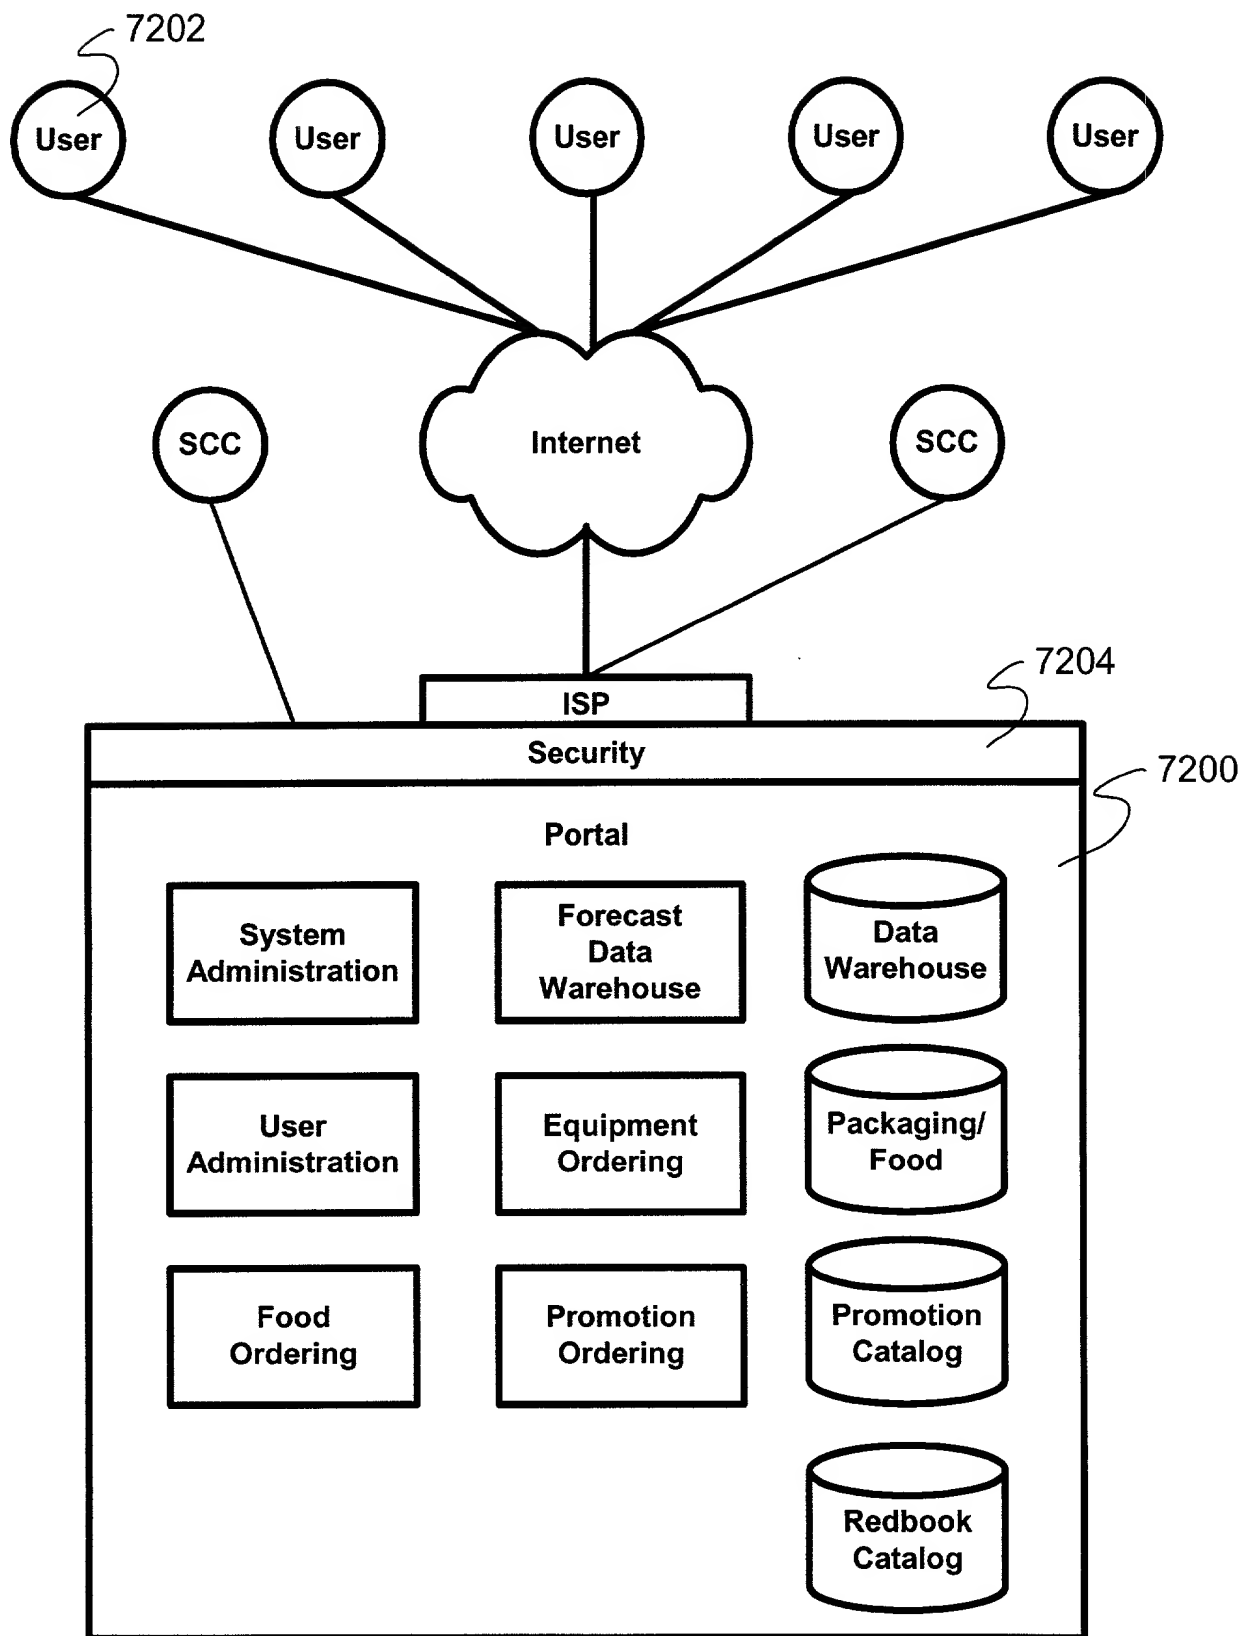 7202
User
User
User
User
User
SCC
Internet
SCC
7204
ISP
Security
7200
Portal
System
Administration
Forecast
Data
Warehouse
Data
Warehouse
User
Administration
Equipment
Ordering
Packaging/
Food
Food
Ordering
Promotion
Ordering
Promotion
Catalog
Redbook
Catalog